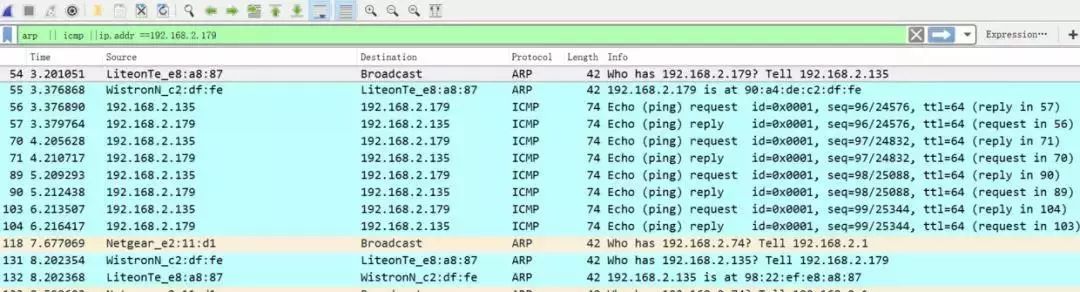 arp || icmp ||ip.addr ==192.168.2.179 Expression… +
Time Source Destination Protocol Length Info
54 3.201051 LiteonTe_e8:a8:87 Broadcast ARP 42 Who has 192.168.2.179? Tell 192.168.2.135
55 3.376868 WistronN_c2:df:fe LiteonTe_e8:a8:87 ARP 42 192.168.2.179 is at 90:a4:de:c2:df:fe
56 3.376890 192.168.2.135 192.168.2.179 ICMP 74 Echo (ping) request id=0x0001, seq=96/24576, ttl=64 (reply in 57)
57 3.379764 192.168.2.179 192.168.2.135 ICMP 74 Echo (ping) reply id=0x0001, seq=96/24576, ttl=64 (request in 56)
70 4.205628 192.168.2.135 192.168.2.179 ICMP 74 Echo (ping) request id=0x0001, seq=97/24832, ttl=64 (reply in 71)
71 4.210717 192.168.2.179 192.168.2.135 ICMP 74 Echo (ping) reply id=0x0001, seq=97/24832, ttl=64 (request in 70)
89 5.209293 192.168.2.135 192.168.2.179 ICMP 74 Echo (ping) request id=0x0001, seq=98/25088, ttl=64 (reply in 90)
90 5.212438 192.168.2.179 192.168.2.135 ICMP 74 Echo (ping) reply id=0x0001, seq=98/25088, ttl=64 (request in 89)
103 6.213507 192.168.2.135 192.168.2.179 ICMP 74 Echo (ping) request id=0x0001, seq=99/25344, ttl=64 (reply in 104)
104 6.216417 192.168.2.179 192.168.2.135 ICMP 74 Echo (ping) reply id=0x0001, seq=99/25344, ttl=64 (request in 103)
118 7.677069 Netgear_e2:11:d1 Broadcast ARP 42 Who has 192.168.2.74? Tell 192.168.2.1
131 8.202354 WistronN_c2:df:fe LiteonTe_e8:a8:87 ARP 42 Who has 192.168.2.135? Tell 192.168.2.179
132 8.202368 LiteonTe_e8:a8:87 WistronN_c2:df:fe ARP 42 192.168.2.135 is at 98:22:ef:e8:a8:87